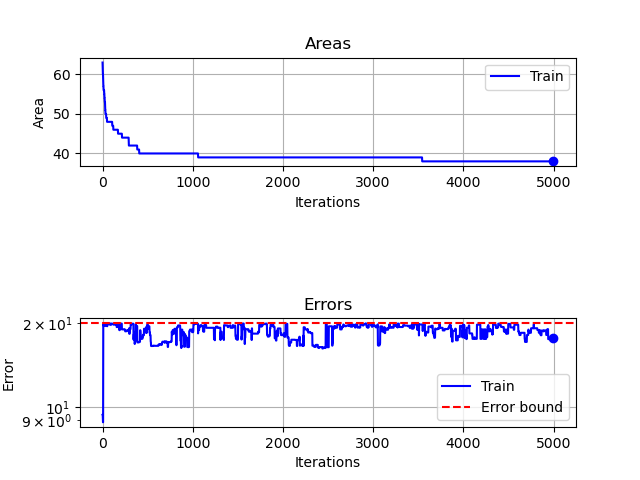 Areas
Area
60
50
40
Train
0 1000 2000 3000 4000 5000
Iterations
Errors
Error
2 × 10¹
10¹
9 × 10⁰
Train
Error bound
0 1000 2000 3000 4000 5000
Iterations